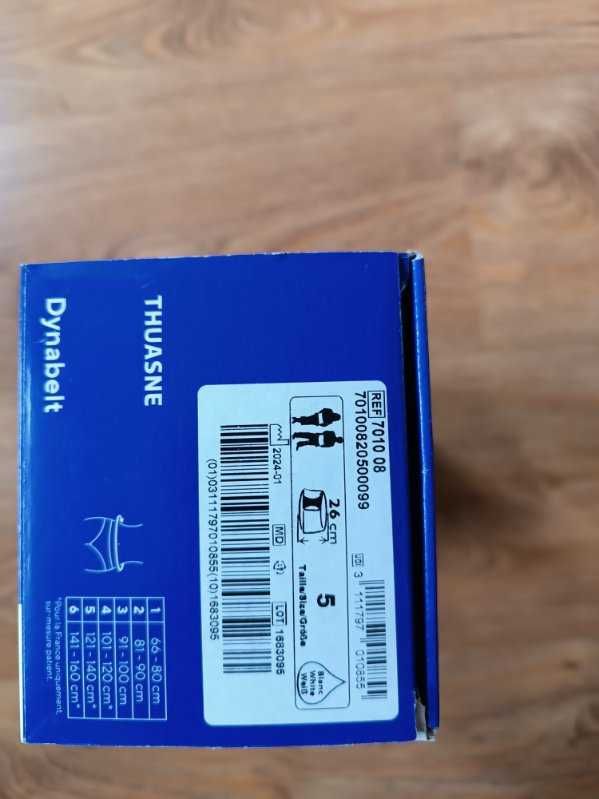 THUASNE
Dynabelt
REF 7010 08
70100820500099
UDI
3 111797 010855
26 cm
5
Taille/Size/Größe
Blanc
White
Weiß
2024-01
MD
LOT 1683095
(01)03111797010855(10)1683095
1 66 - 80 cm
2 81 - 90 cm
3 91 - 100 cm
4 101 - 120 cm
5 121 - 140 cm*
6 141 - 160 cm*
*Pour la France uniquement,
sur-mesure patient.